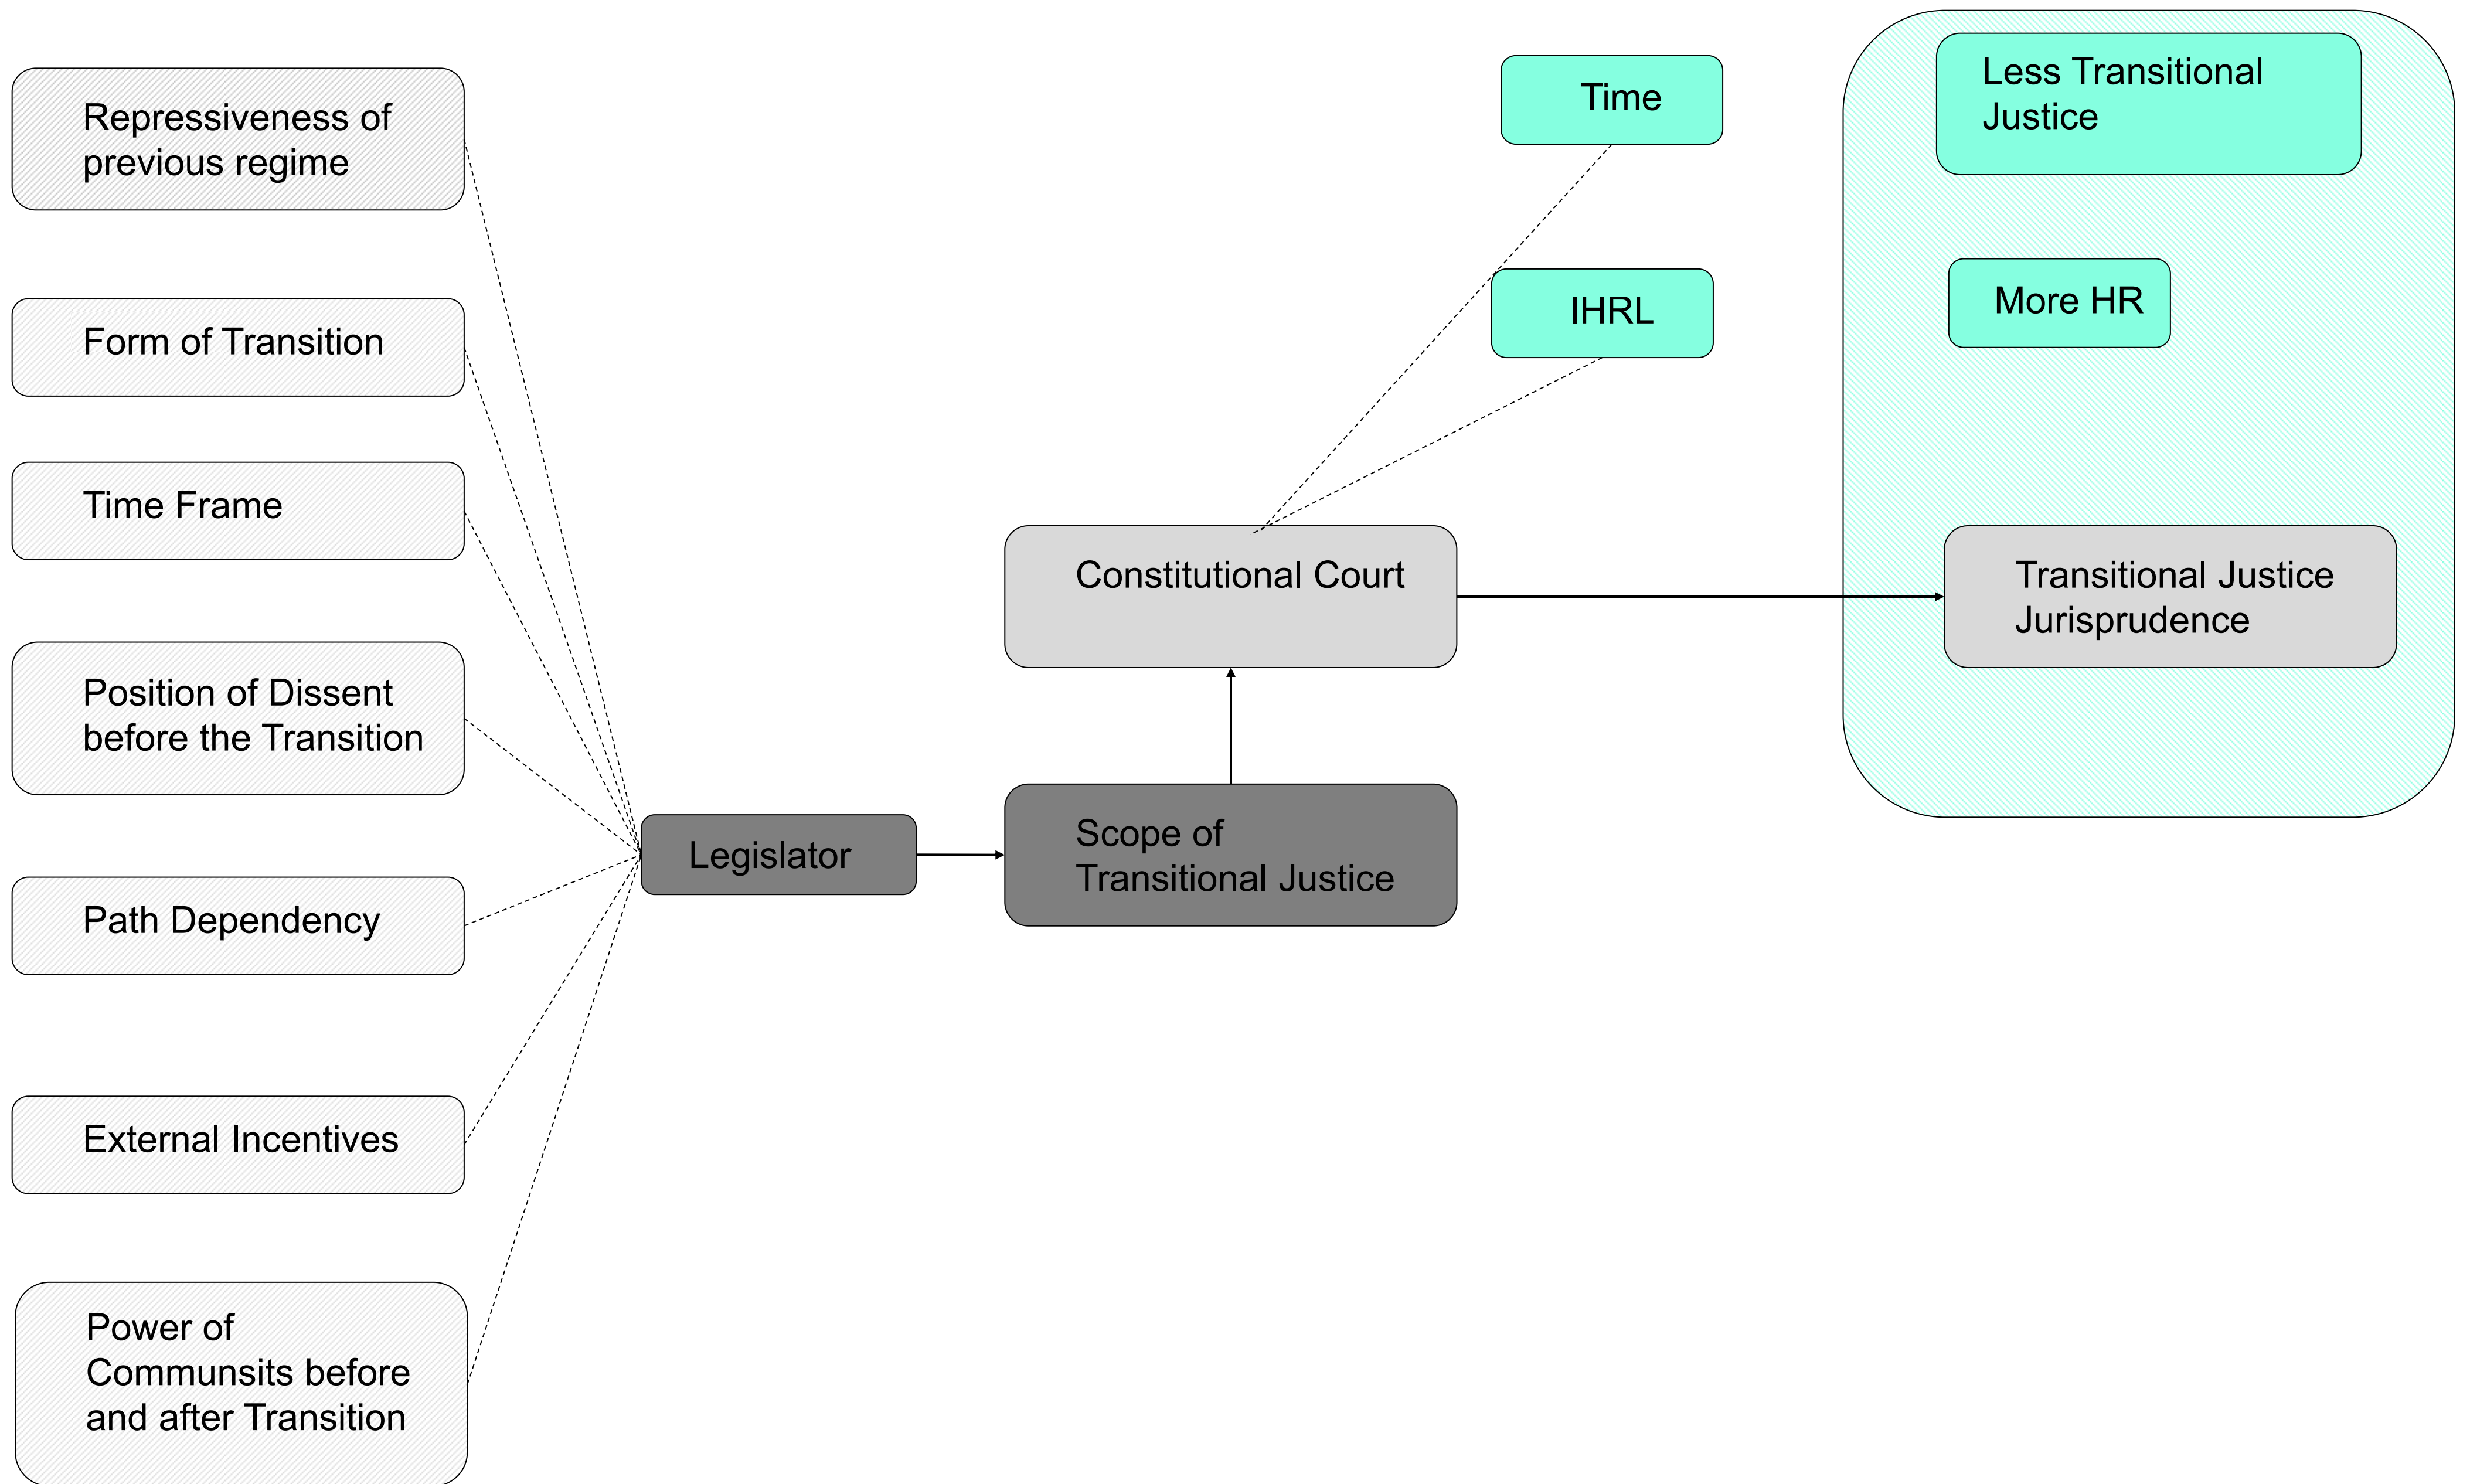 Repressiveness of
previous regime
Form of Transition
Time Frame
Position of Dissent
before the Transition
Path Dependency
External Incentives
Power of
Communsits before
and after Transition
Legislator
Scope of
Transitional Justice
Constitutional Court
Time
IHRL
Less Transitional
Justice
More HR
Transitional Justice
Jurisprudence